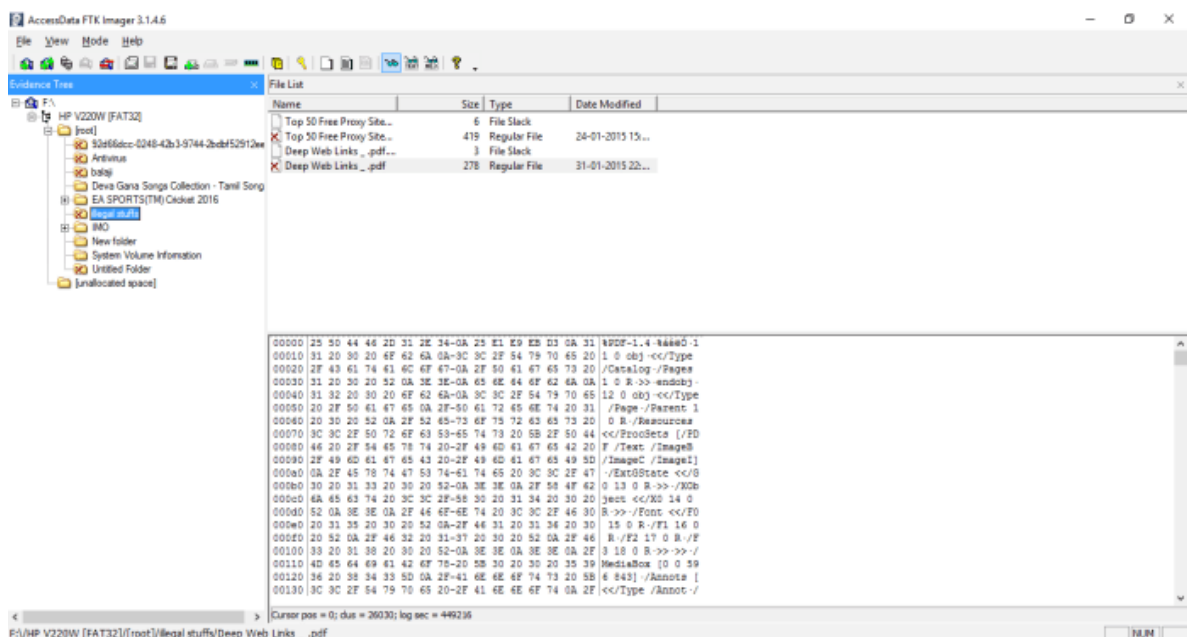 AccessData FTK Imager 3.1.4.6
File View Mode Help
Evidence Tree
F:\
HP V220W [FAT32]
[root]
92d66dcc-0248-42b3-9744-2bdbf52912ee
Antivirus
balaji
Deva Gana Songs Collection - Tamil Song
EA SPORTS(TM) Cricket 2016
illegal stuffs
IMO
New folder
System Volume Information
Untitled Folder
[unallocated space]
File List
Name Size Type Date Modified
Top 50 Free Proxy Site... 6 File Slack
Top 50 Free Proxy Site... 419 Regular File 24-01-2015 15:...
Deep Web Links _ .pdf... 3 File Slack
Deep Web Links _ .pdf 278 Regular File 31-01-2015 22:...
00000 25 50 44 46 2D 31 2E 34-0A 25 E1 E9 EB D3 0A 31 %PDF-1.4·%áéëÓ·1
00010 31 20 30 20 6F 62 6A 0A-3C 3C 2F 54 79 70 65 20 1 0 obj·<</Type
00020 2F 43 61 74 61 6C 6F 67-0A 2F 50 61 67 65 73 20 /Catalog·/Pages
00030 31 20 30 20 52 0A 3E 3E-0A 65 6E 64 6F 62 6A 0A 1 0 R·>>·endobj·
00040 31 32 20 30 20 6F 62 6A-0A 3C 3C 2F 54 79 70 65 12 0 obj·<</Type
00050 20 2F 50 61 67 65 0A 2F-50 61 72 65 6E 74 20 31 /Page·/Parent 1
00060 20 30 20 52 0A 2F 52 65-73 6F 75 72 63 65 73 20 0 R·/Resources
00070 3C 3C 2F 50 72 6F 63 53-65 74 73 20 5B 2F 50 44 <</ProcSets [/PD
00080 46 20 2F 54 65 78 74 20-2F 49 6D 61 67 65 42 20 F /Text /ImageB
00090 2F 49 6D 61 67 65 43 20-2F 49 6D 61 67 65 49 5D /ImageC /ImageI]
000a0 0A 2F 45 78 74 47 53 74-61 74 65 20 3C 3C 2F 47 ·/ExtGState <</G
000b0 30 20 31 33 20 30 20 52-0A 3E 3E 0A 2F 58 4F 62 0 13 0 R·>>·/XOb
000c0 6A 65 63 74 20 3C 3C 2F-58 30 20 31 34 20 30 20 ject <</X0 14 0
000d0 52 0A 3E 3E 0A 2F 46 6F-6E 74 20 3C 3C 2F 46 30 R·>>·/Font <</F0
000e0 20 31 35 20 30 20 52 0A-2F 46 31 20 31 36 20 30 15 0 R·/F1 16 0
000f0 20 52 0A 2F 46 32 20 31-37 20 30 20 52 0A 2F 46 R·/F2 17 0 R·/F
00100 33 20 31 38 20 30 20 52-0A 3E 3E 0A 3E 3E 0A 2F 3 18 0 R·>>·>>·/
00110 4D 65 64 69 61 42 6F 78-20 5B 30 20 30 20 35 39 MediaBox [0 0 59
00120 36 20 38 34 33 5D 0A 2F-41 6E 6E 6F 74 73 20 5B 6 843]·/Annots [
00130 3C 3C 2F 54 79 70 65 20-2F 41 6E 6E 6F 74 0A 2F <</Type /Annot·/
Cursor pos = 0; clus = 26030; log sec = 449216
F:\/HP V220W [FAT32]/[root]/illegal stuffs/Deep Web Links _ .pdf
NUM